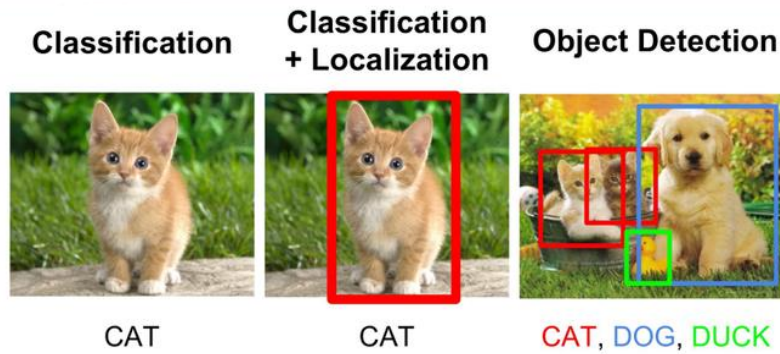 Classification
Classification
+ Localization
Object Detection
CAT
CAT
CAT, DOG, DUCK